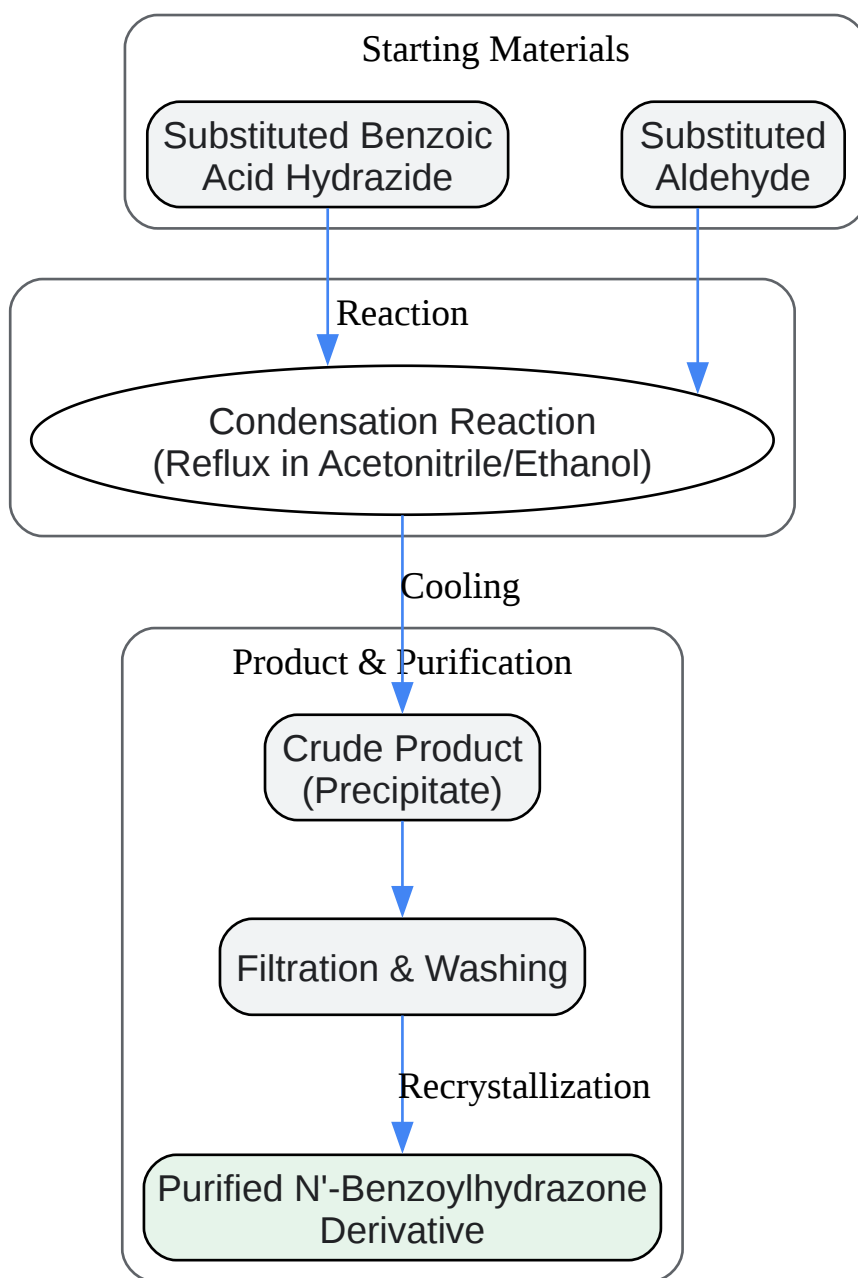 Starting Materials
Substituted Benzoic
Acid Hydrazide
Substituted
Aldehyde
Reaction
Condensation Reaction
(Reflux in Acetonitrile/Ethanol)
Cooling
Product & Purification
Crude Product
(Precipitate)
Filtration & Washing
Recrystallization
Purified N'-Benzoylhydrazone
Derivative